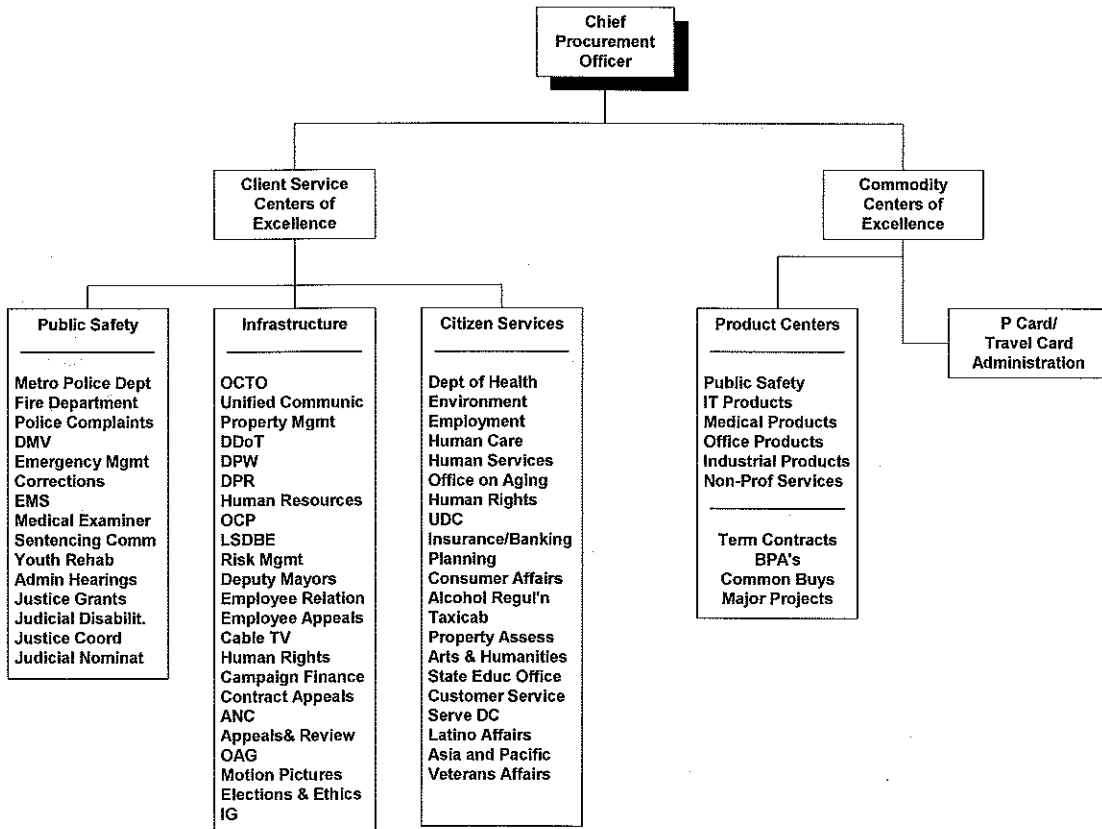 Chief
Procurement
Officer
Client Service
Centers of
Excellence
Commodity
Centers of
Excellence
Public Safety
Metro Police Dept
Fire Department
Police Complaints
DMV
Emergency Mgmt
Corrections
EMS
Medical Examiner
Sentencing Comm
Youth Rehab
Admin Hearings
Justice Grants
Judicial Disabilit.
Justice Coord
Judicial Nominat
Infrastructure
OCTO
Unified Communic
Property Mgmt
DDoT
DPW
DPR
Human Resources
OCP
LSDBE
Risk Mgmt
Deputy Mayors
Employee Relation
Employee Appeals
Cable TV
Human Rights
Campaign Finance
Contract Appeals
ANC
Appeals& Review
OAG
Motion Pictures
Elections & Ethics
IG
Citizen Services
Dept of Health
Environment
Employment
Human Care
Human Services
Office on Aging
Human Rights
UDC
Insurance/Banking
Planning
Consumer Affairs
Alcohol Regul'n
Taxicab
Property Assess
Arts & Humanities
State Educ Office
Customer Service
Serve DC
Latino Affairs
Asia and Pacific
Veterans Affairs
Product Centers
Public Safety
IT Products
Medical Products
Office Products
Industrial Products
Non-Prof Services
Term Contracts
BPA's
Common Buys
Major Projects
P Card/
Travel Card
Administration